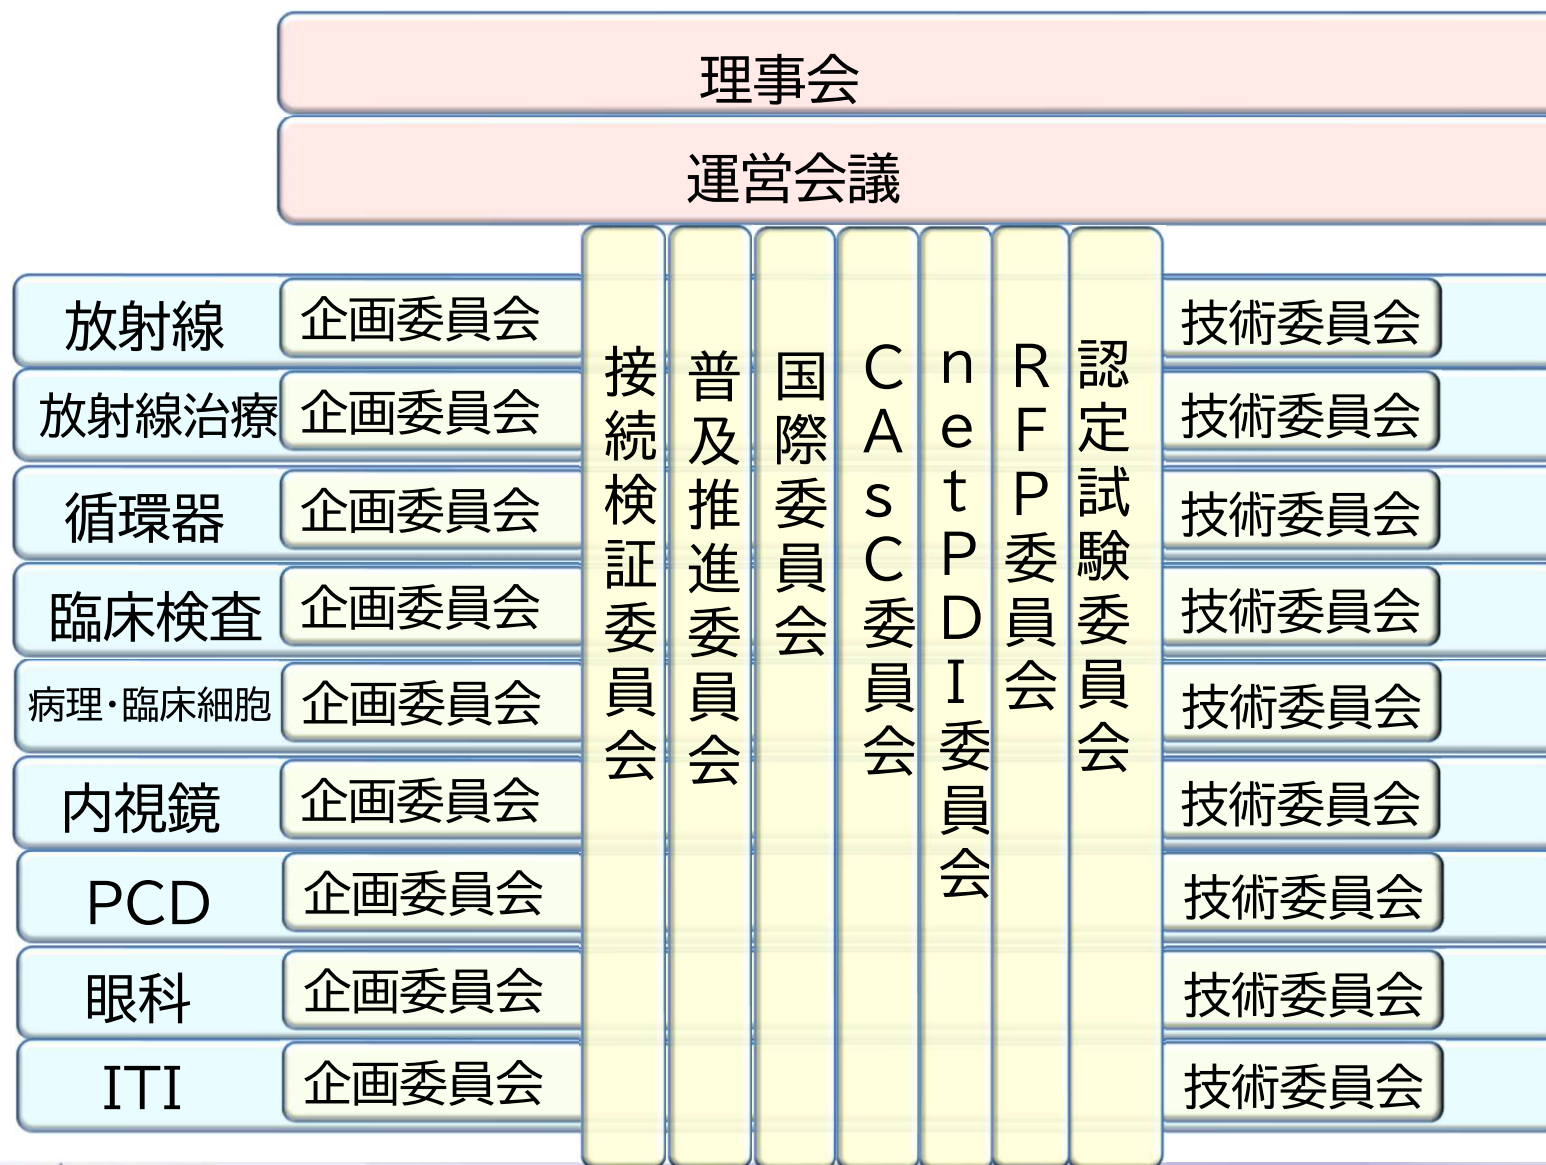 理事会
運営会議
放射線
企画委員会
技術委員会
放射線治療
企画委員会
技術委員会
循環器
企画委員会
技術委員会
臨床検査
企画委員会
技術委員会
病理・臨床細胞
企画委員会
技術委員会
内視鏡
企画委員会
技術委員会
PCD
企画委員会
技術委員会
眼科
企画委員会
技術委員会
ITI
企画委員会
技術委員会
接続検証委員会
普及推進委員会
国際委員会
CAsC委員会
netPDI委員会
RFP委員会
認定試験委員会